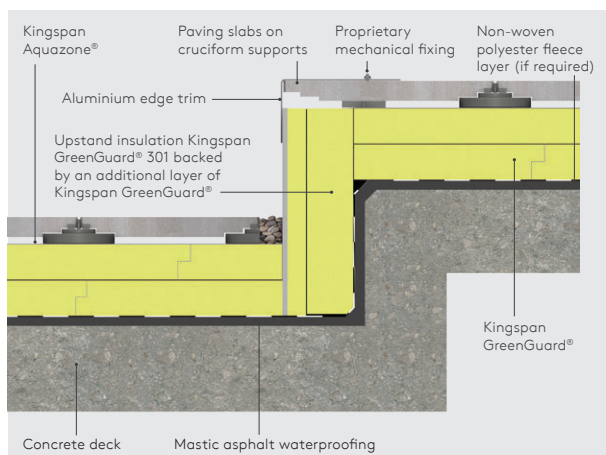 Kingspan
Aquazone®
Paving slabs on
cruciform supports
Proprietary
mechanical fixing
Non-woven
polyester fleece
layer (if required)
Aluminium edge trim
Upstand insulation Kingspan
GreenGuard® 301 backed
by an additional layer of
Kingspan GreenGuard®
Kingspan
GreenGuard®
Concrete deck
Mastic asphalt waterproofing